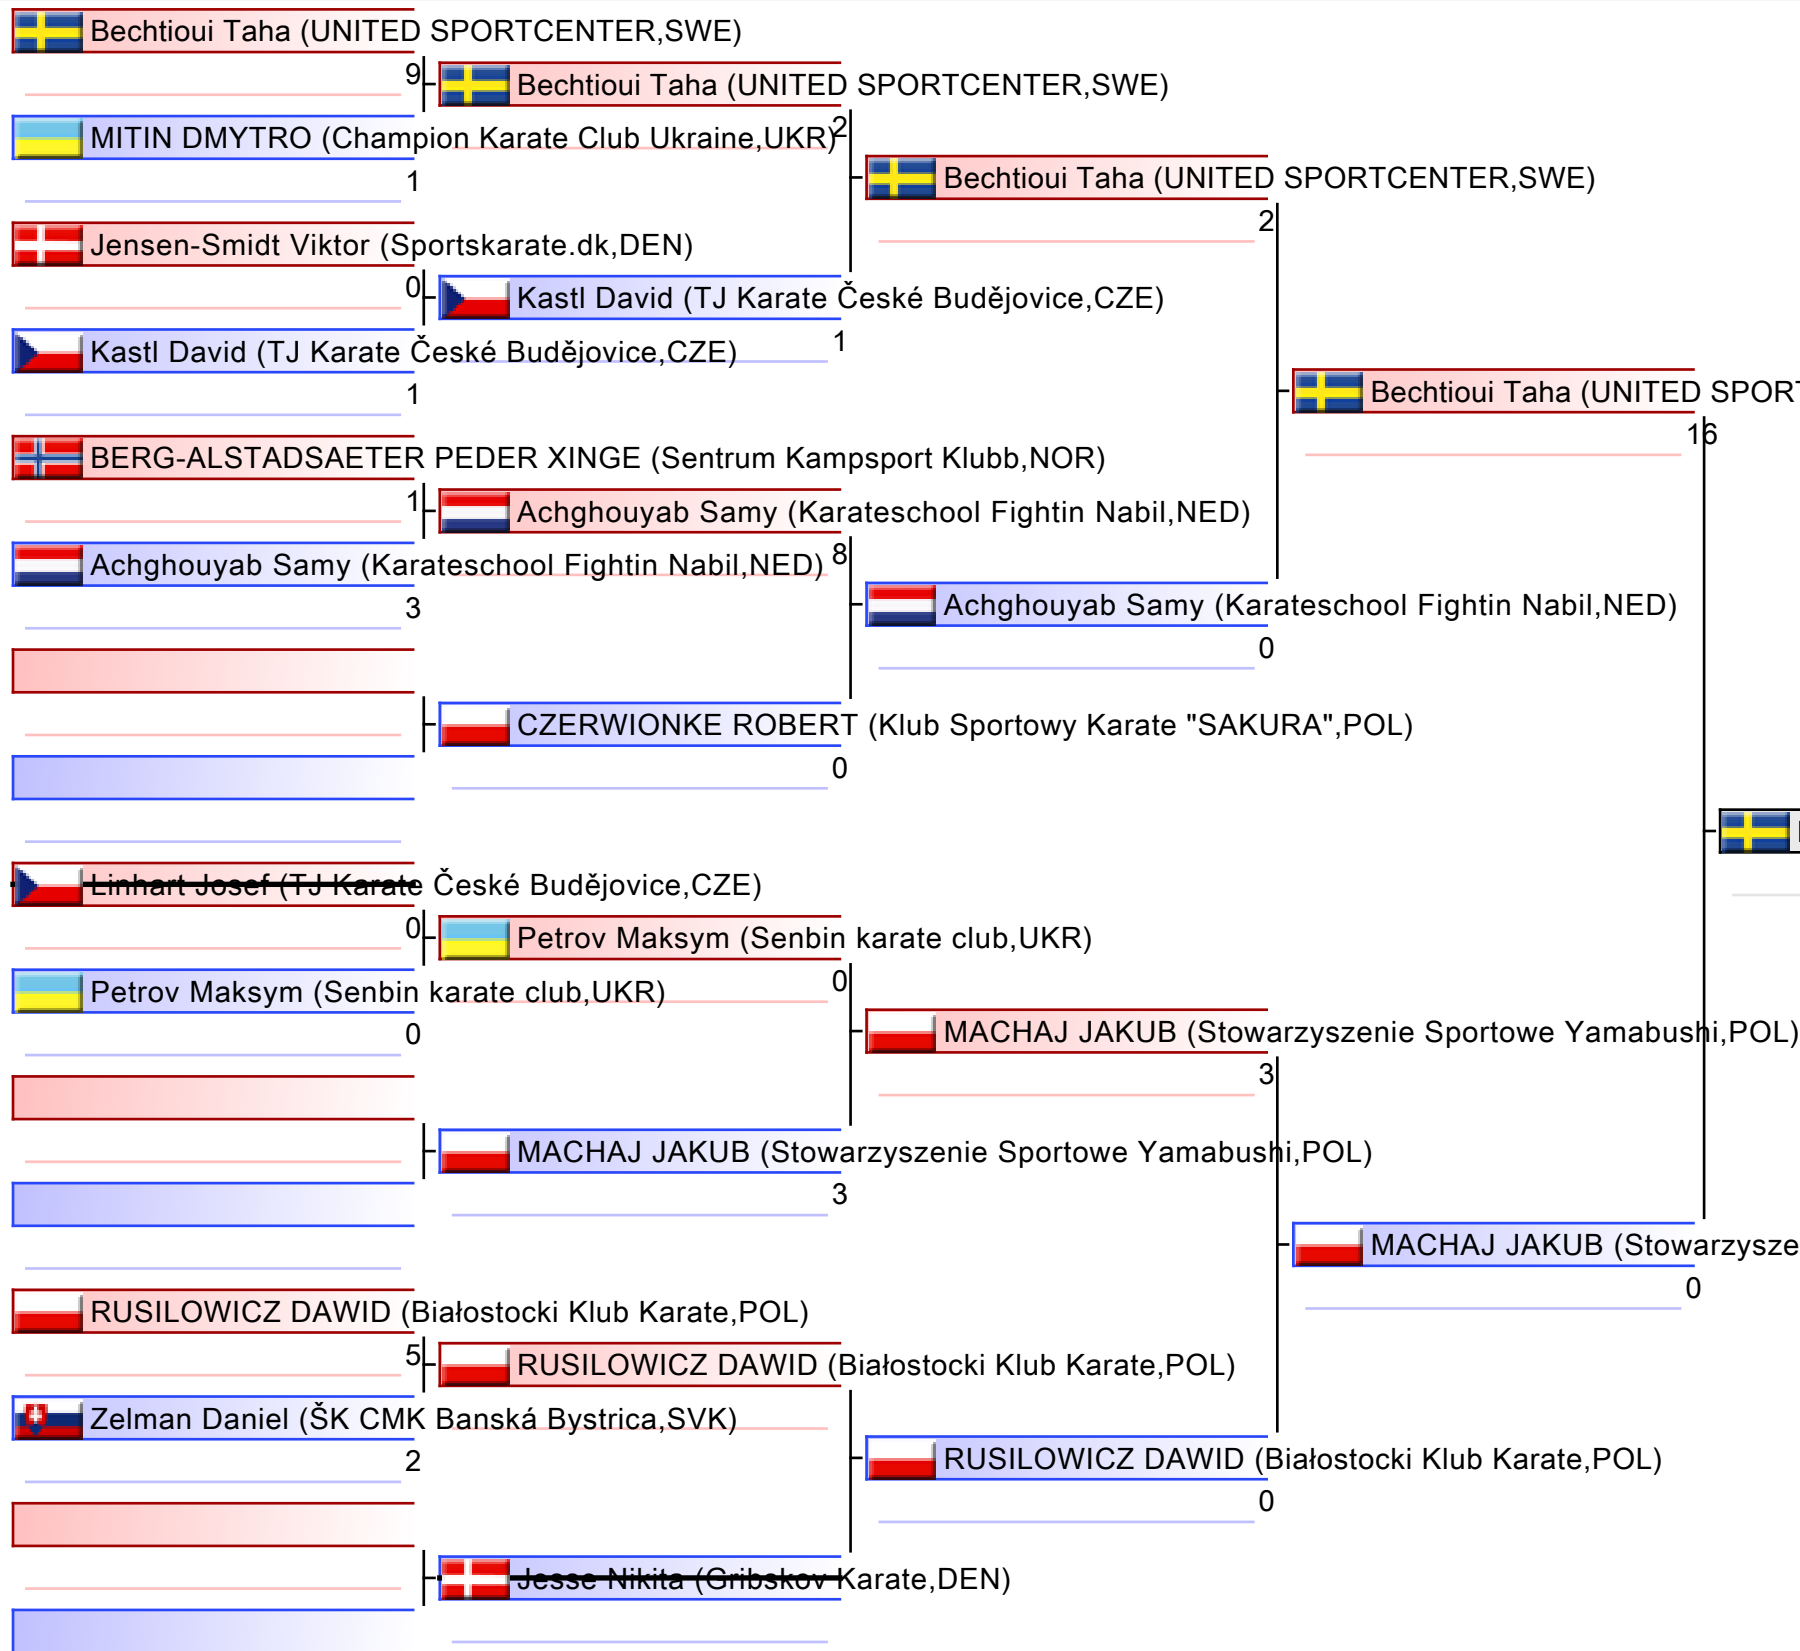 Bechtioui Taha (UNITED SPORTCENTER,SWE)
9
Bechtioui Taha (UNITED SPORTCENTER,SWE)
MITIN DMYTRO (Champion Karate Club Ukraine,UKR)
2
1
Bechtioui Taha (UNITED SPORTCENTER,SWE)
2
Jensen-Smidt Viktor (Sportskarate.dk,DEN)
0
Kastl David (TJ Karate České Budějovice,CZE)
1
Kastl David (TJ Karate České Budějovice,CZE)
1
Bechtioui Taha (UNITED SPORT
16
BERG-ALSTADSAETER PEDER XINGE (Sentrum Kampsport Klubb,NOR)
1
Achghouyab Samy (Karateschool Fightin Nabil,NED)
8
Achghouyab Samy (Karateschool Fightin Nabil,NED)
3
Achghouyab Samy (Karateschool Fightin Nabil,NED)
0
CZERWIONKE ROBERT (Klub Sportowy Karate "SAKURA",POL)
0
Linhart Josef (TJ Karate České Budějovice,CZE)
0
Petrov Maksym (Senbin karate club,UKR)
0
Petrov Maksym (Senbin karate club,UKR)
0
MACHAJ JAKUB (Stowarzyszenie Sportowe Yamabushi,POL)
3
MACHAJ JAKUB (Stowarzyszenie Sportowe Yamabushi,POL)
3
MACHAJ JAKUB (Stowarzysze
0
RUSILOWICZ DAWID (Białostocki Klub Karate,POL)
5
RUSILOWICZ DAWID (Białostocki Klub Karate,POL)
Zelman Daniel (ŠK CMK Banská Bystrica,SVK)
2
RUSILOWICZ DAWID (Białostocki Klub Karate,POL)
0
Jesse Nikita (Gribskov Karate,DEN)